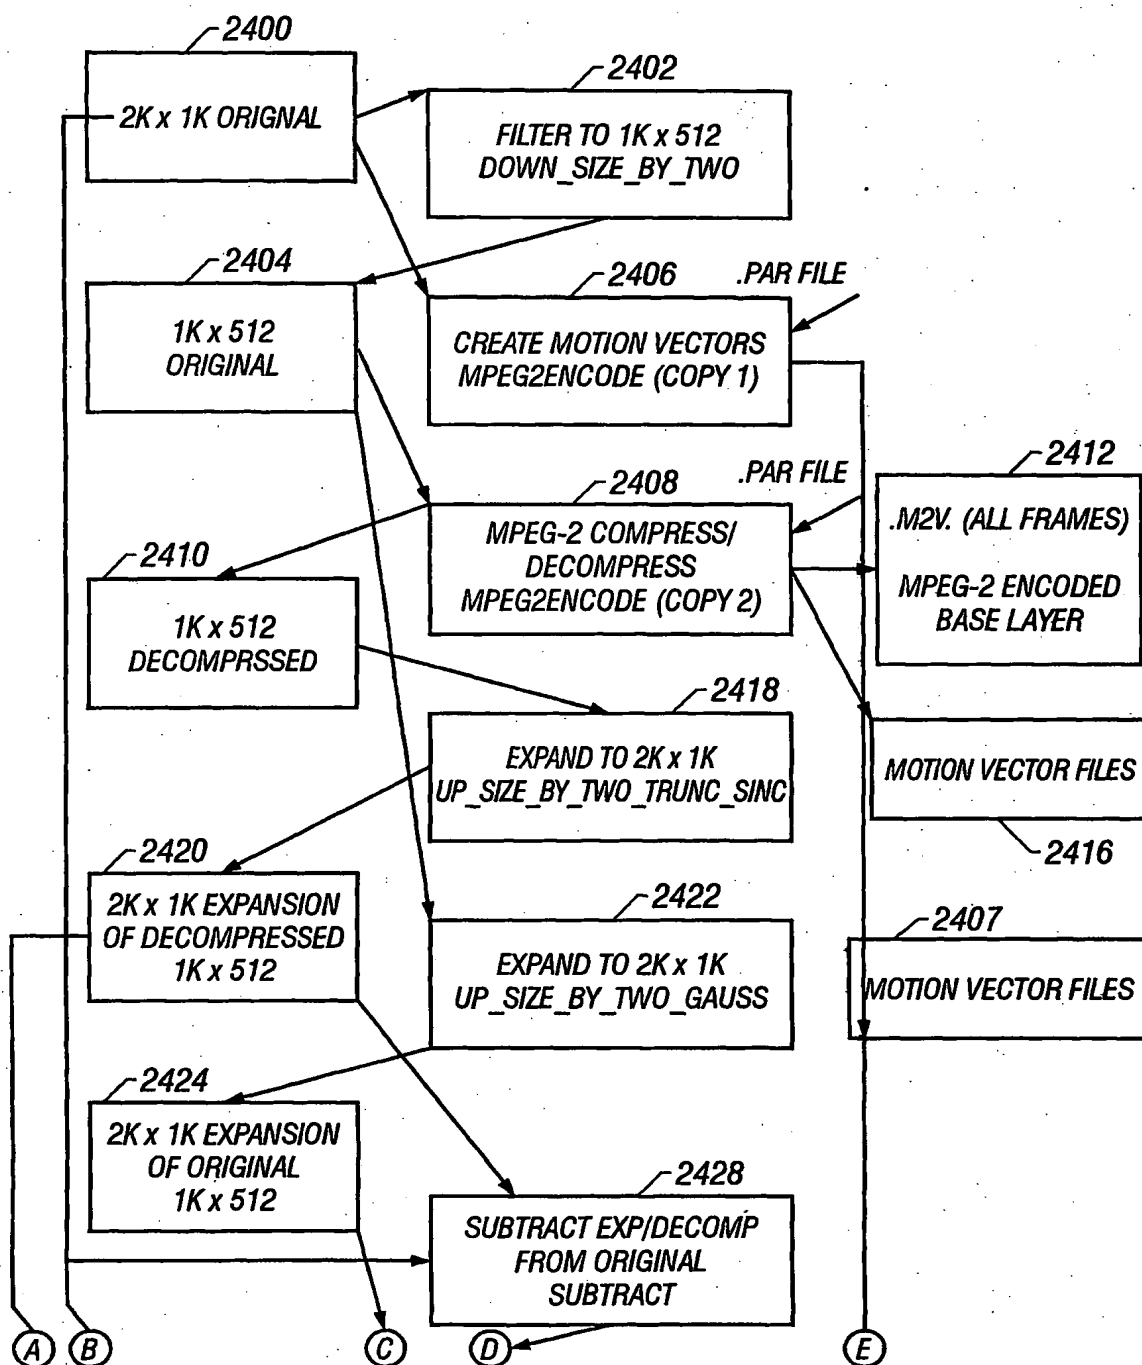 2400
2K x 1K ORIGNAL
2402
FILTER TO 1K x 512
DOWN_SIZE_BY_TWO
2404
1K x 512
ORIGINAL
2406
.PAR FILE
CREATE MOTION VECTORS
MPEG2ENCODE (COPY 1)
2408
.PAR FILE
MPEG-2 COMPRESS/
DECOMPRESS
MPEG2ENCODE (COPY 2)
2412
.M2V. (ALL FRAMES)
MPEG-2 ENCODED
BASE LAYER
2410
1K x 512
DECOMPRSSED
2418
EXPAND TO 2K x 1K
UP_SIZE_BY_TWO_TRUNC_SINC
MOTION VECTOR FILES
2416
2420
2K x 1K EXPANSION
OF DECOMPRESSED
1K x 512
2422
EXPAND TO 2K x 1K
UP_SIZE_BY_TWO_GAUSS
2407
MOTION VECTOR FILES
2424
2K x 1K EXPANSION
OF ORIGINAL
1K x 512
2428
SUBTRACT EXP/DECOMP
FROM ORIGINAL
SUBTRACT
A
B
C
D
E